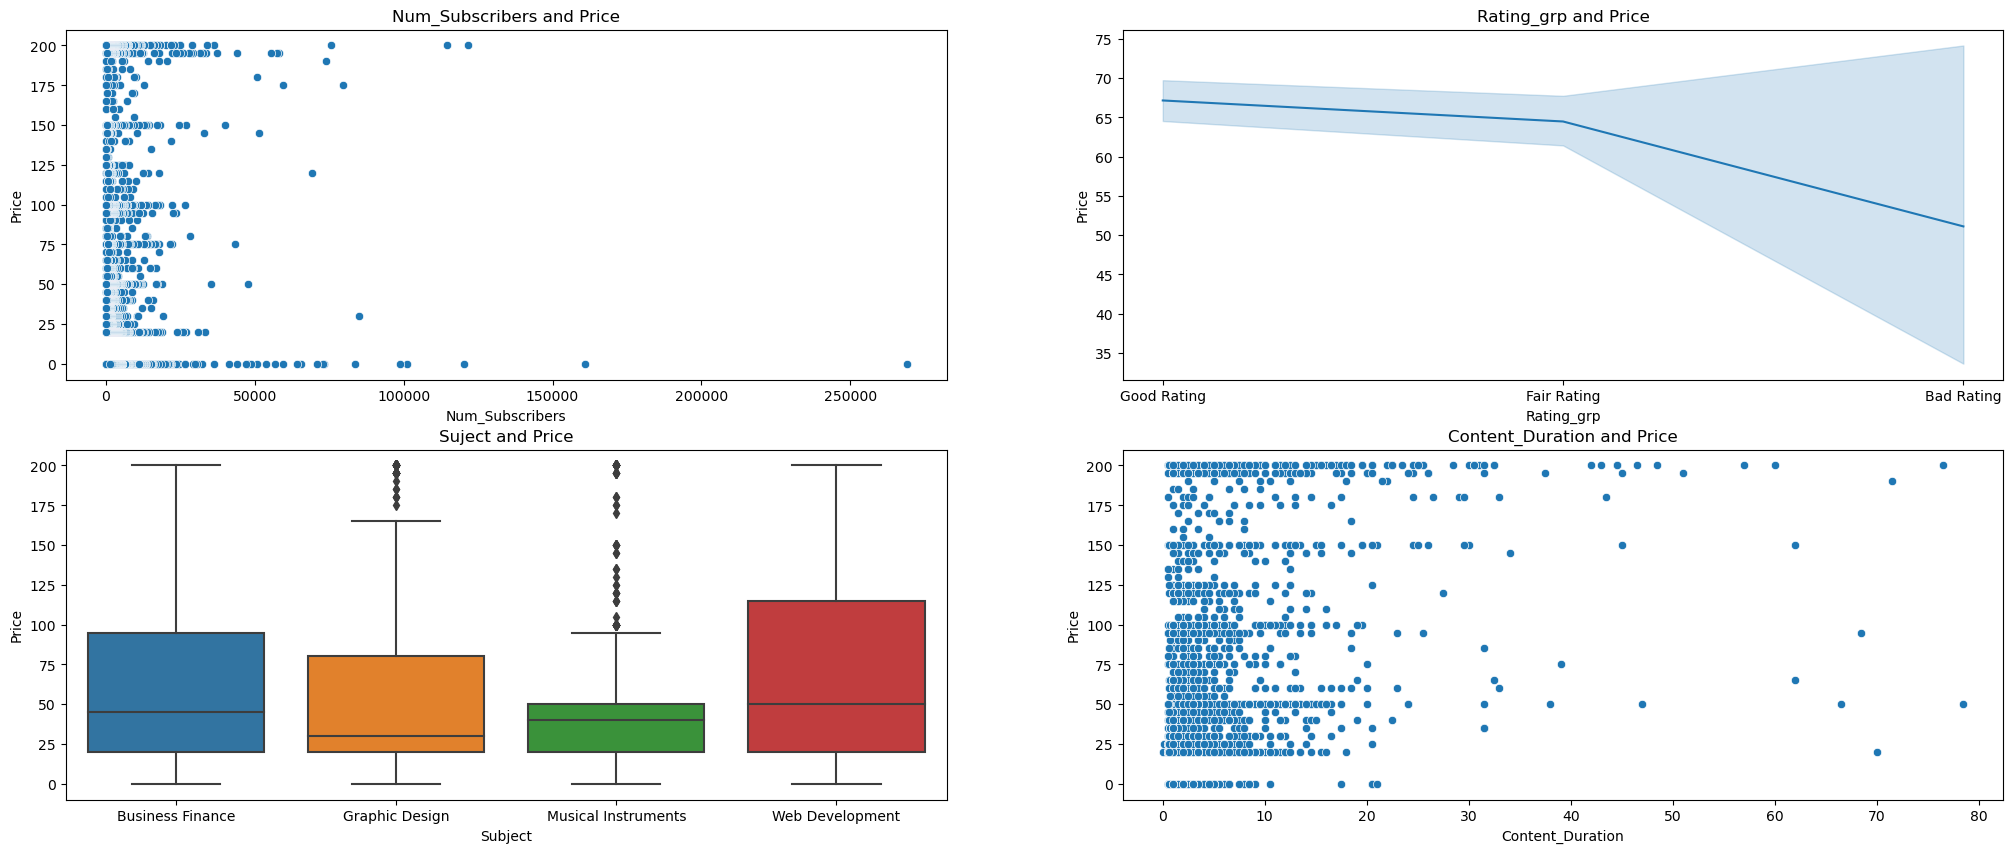 Num_Subscribers and Price
Price
200
175
150
125
100
75
50
25
0
0 50000 100000 150000 200000 250000
Num_Subscribers
Rating_grp and Price
Price
75
70
65
60
55
50
45
40
35
Good Rating Fair Rating Bad Rating
Rating_grp
Suject and Price
Price
200
175
150
125
100
75
50
25
0
Business Finance Graphic Design Musical Instruments Web Development
Subject
Content_Duration and Price
Price
200
175
150
125
100
75
50
25
0
0 10 20 30 40 50 60 70 80
Content_Duration